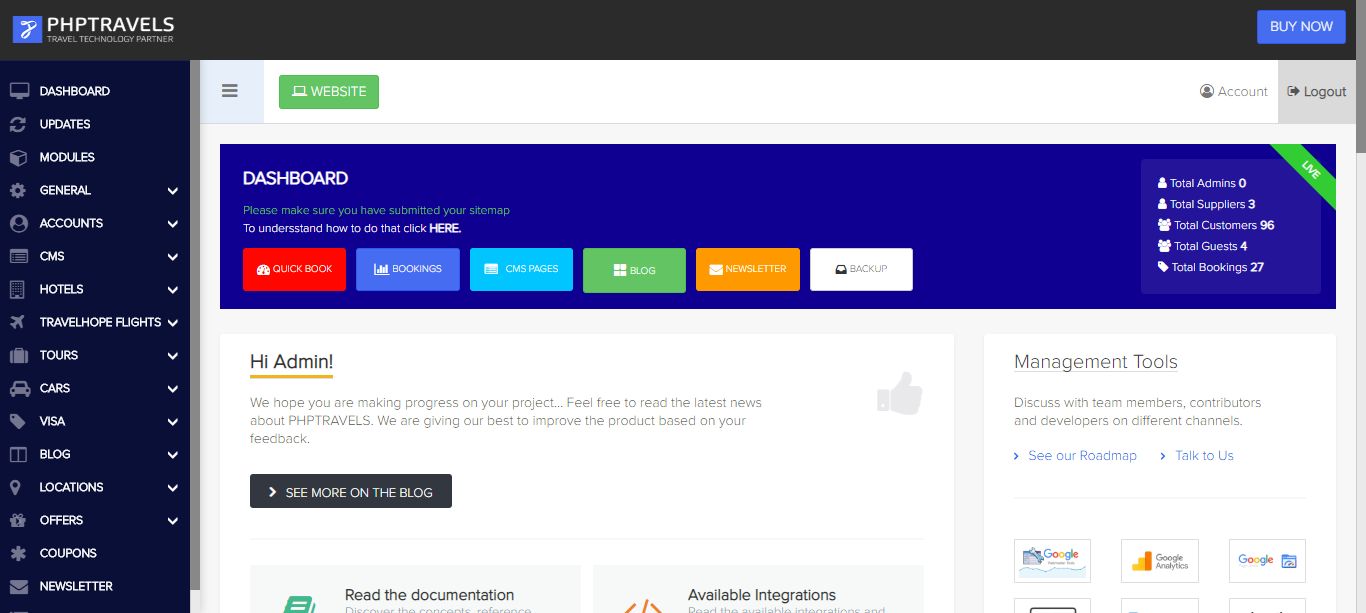 PHPTRAVELS
TRAVEL TECHNOLOGY PARTNER
BUY NOW
DASHBOARD
UPDATES
MODULES
GENERAL
ACCOUNTS
CMS
HOTELS
TRAVELHOPE FLIGHTS
TOURS
CARS
VISA
BLOG
LOCATIONS
OFFERS
COUPONS
NEWSLETTER
WEBSITE
Account
Logout
DASHBOARD
Please make sure you have submitted your sitemap
To undersstand how to do that click HERE.
QUICK BOOK
BOOKINGS
CMS PAGES
BLOG
NEWSLETTER
BACKUP
LIVE
Total Admins 0
Total Suppliers 3
Total Customers 96
Total Guests 4
Total Bookings 27
Hi Admin!
We hope you are making progress on your project... Feel free to read the latest news
about PHPTRAVELS. We are giving our best to improve the product based on your
feedback.
SEE MORE ON THE BLOG
Read the documentation
Discover the concepts, reference
Available Integrations
Read the available integrations and
Management Tools
Discuss with team members, contributors
and developers on different channels.
See our Roadmap
Talk to Us
Google
Google
Analytics
Google